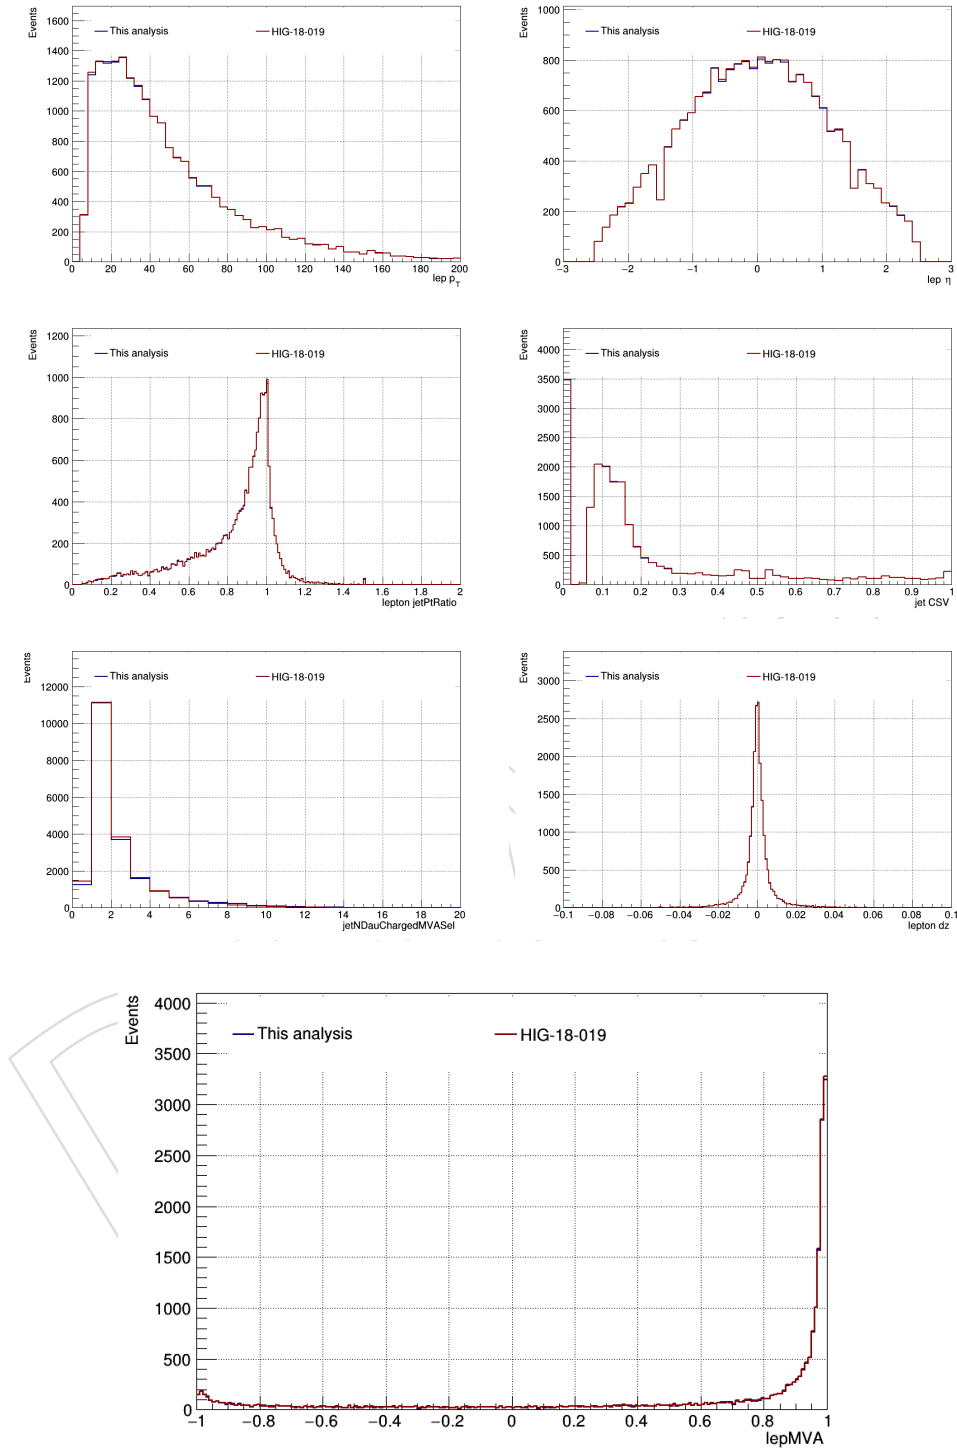 Events
1600
1400
1200
1000
800
600
400
200
0
This analysis
HIG-18-019
0 20 40 60 80 100 120 140 160 180 200
lep pT
Events
1000
800
600
400
200
0
This analysis
HIG-18-019
−3 −2 −1 0 1 2 3
lep η
Events
1200
1000
800
600
400
200
0
This analysis
HIG-18-019
0 0.2 0.4 0.6 0.8 1 1.2 1.4 1.6 1.8 2
lepton jetPtRatio
Events
4000
3500
3000
2500
2000
1500
1000
500
0
This analysis
HIG-18-019
0 0.1 0.2 0.3 0.4 0.5 0.6 0.7 0.8 0.9 1
jet CSV
Events
12000
10000
8000
6000
4000
2000
0
This analysis
HIG-18-019
0 2 4 6 8 10 12 14 16 18 20
jetNDauChargedMVASel
Events
3000
2500
2000
1500
1000
500
0
This analysis
HIG-18-019
−0.1 −0.08 −0.06 −0.04 −0.02 0 0.02 0.04 0.06 0.08 0.1
lepton dz
Events
4000
3500
3000
2500
2000
1500
1000
500
0
This analysis
HIG-18-019
−1 −0.8 −0.6 −0.4 −0.2 0 0.2 0.4 0.6 0.8 1
lepMVA